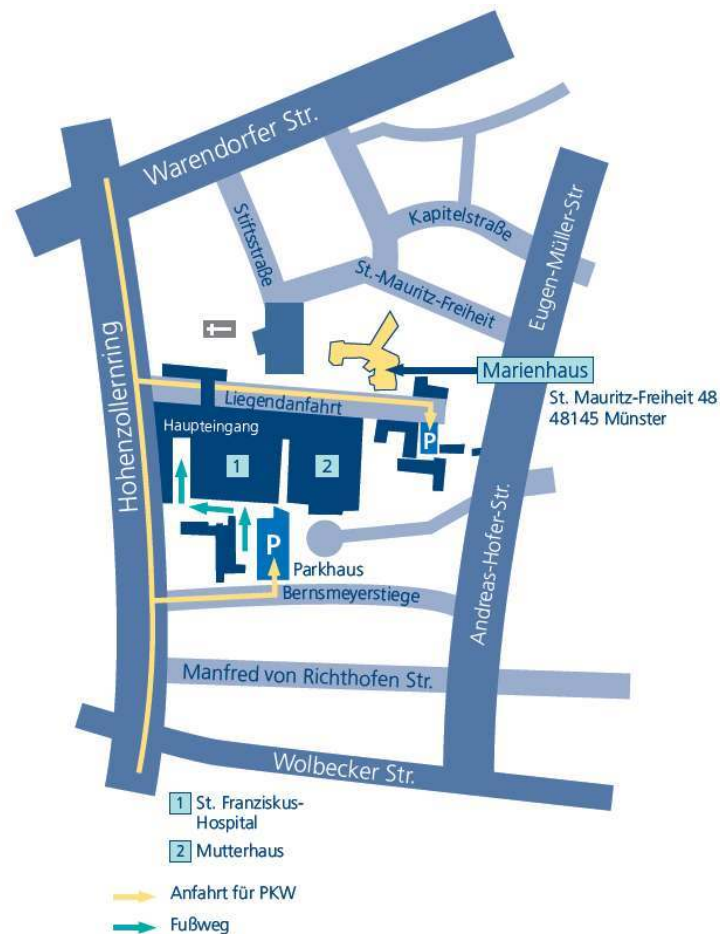 Warendorfer Str.
Stiftsstraße
Kapitelstraße
St.-Mauritz-Freiheit
Eugen-Müller-Str
Hohenzollernring
Marienhaus
St. Mauritz-Freiheit 48
48145 Münster
Liegendanfahrt
Haupteingang
P
1
2
P
Parkhaus
Bernsmeyerstiege
Andreas-Hofer-Str.
Manfred von Richthofen Str.
Wolbecker Str.
1 St. Franziskus-
Hospital
2 Mutterhaus
Anfahrt für PKW
Fußweg